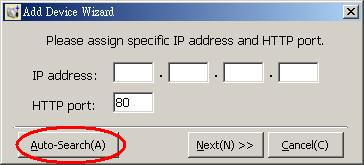 Add Device Wizard
Please assign specific IP address and HTTP port.
IP address: . . .
HTTP port: 80
Auto-Search(A) Next(N) >> Cancel(C)